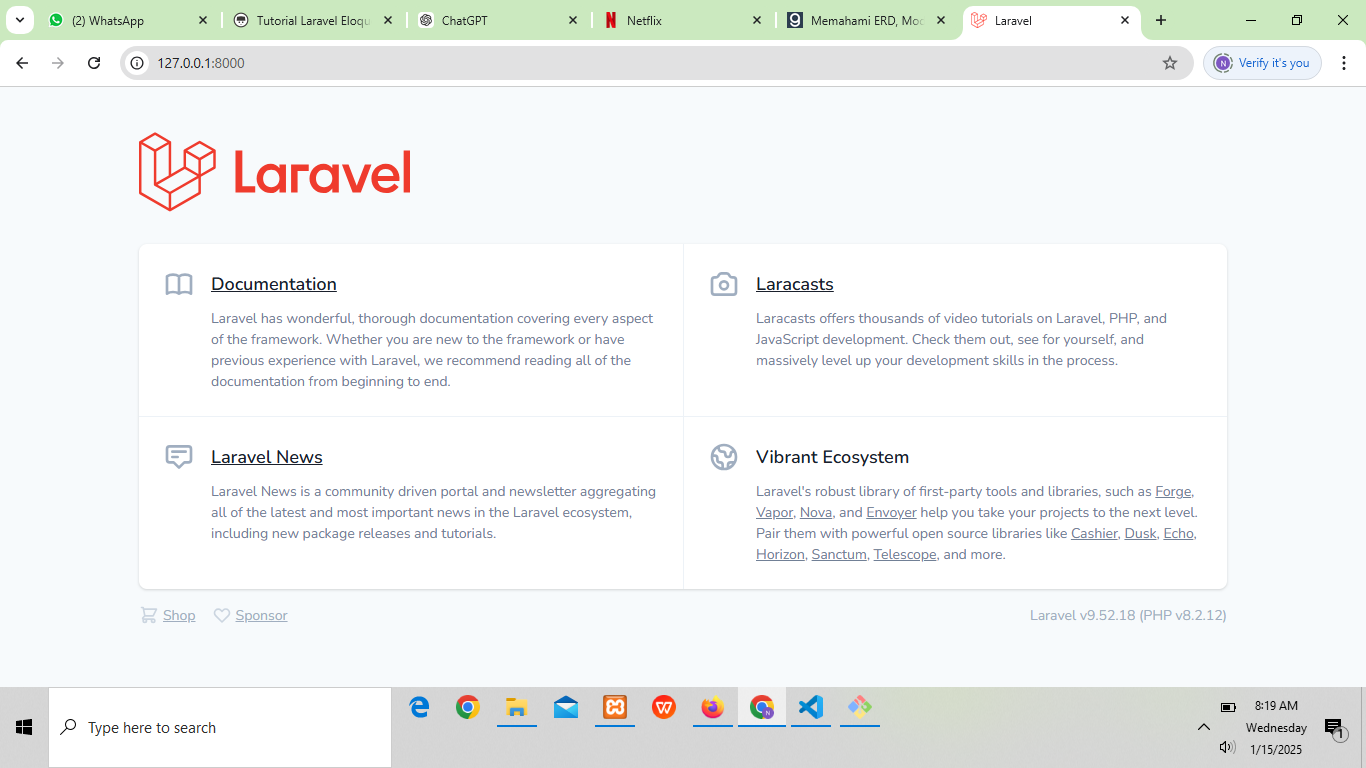 (2) WhatsApp
Tutorial Laravel Eloqu
ChatGPT
Netflix
Memahami ERD, Mod
Laravel
127.0.0.1:8000
N
Verify it's you
Laravel
Documentation
Laravel has wonderful, thorough documentation covering every aspect
of the framework. Whether you are new to the framework or have
previous experience with Laravel, we recommend reading all of the
documentation from beginning to end.
Laracasts
Laracasts offers thousands of video tutorials on Laravel, PHP, and
JavaScript development. Check them out, see for yourself, and
massively level up your development skills in the process.
Laravel News
Laravel News is a community driven portal and newsletter aggregating
all of the latest and most important news in the Laravel ecosystem,
including new package releases and tutorials.
Vibrant Ecosystem
Laravel's robust library of first-party tools and libraries, such as Forge,
Vapor, Nova, and Envoyer help you take your projects to the next level.
Pair them with powerful open source libraries like Cashier, Dusk, Echo,
Horizon, Sanctum, Telescope, and more.
Shop
Sponsor
Laravel v9.52.18 (PHP v8.2.12)
Type here to search
8:19 AM
Wednesday
1/15/2025
1